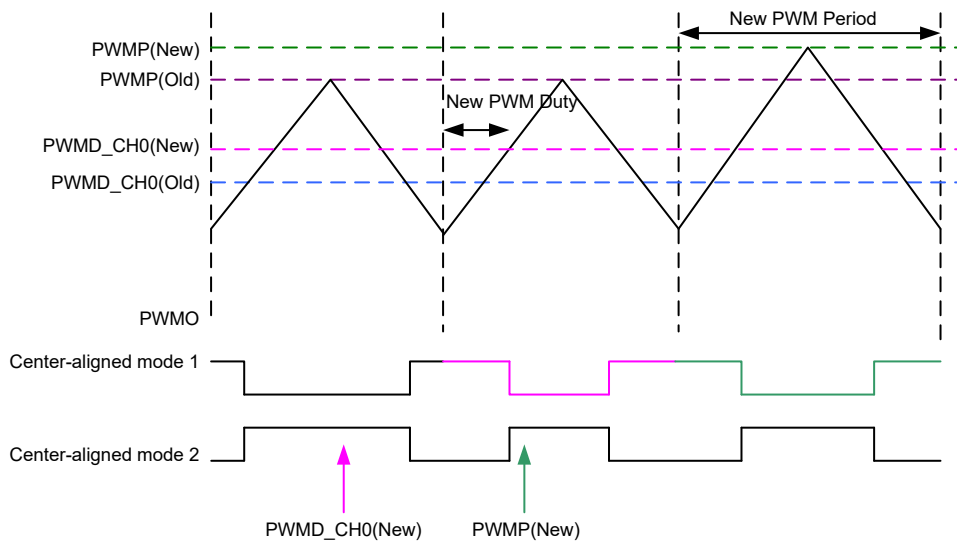 New PWM Period
PWMP(New)
PWMP(Old)
New PWM Duty
PWMD_CH0(New)
PWMD_CH0(Old)
PWMO
Center-aligned mode 1
Center-aligned mode 2
PWMD_CH0(New)
PWMP(New)